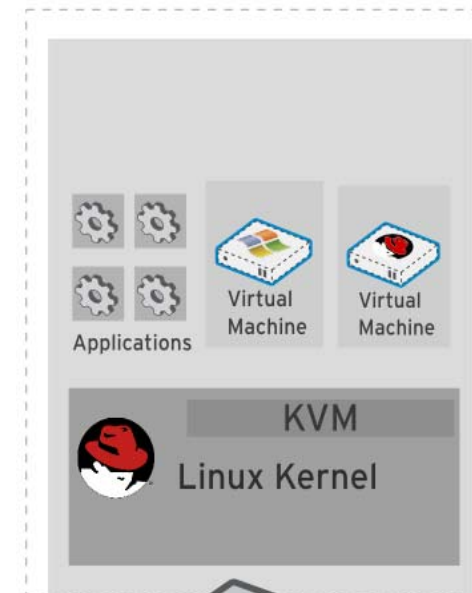 Applications
Virtual
Machine
Virtual
Machine
KVM
Linux Kernel